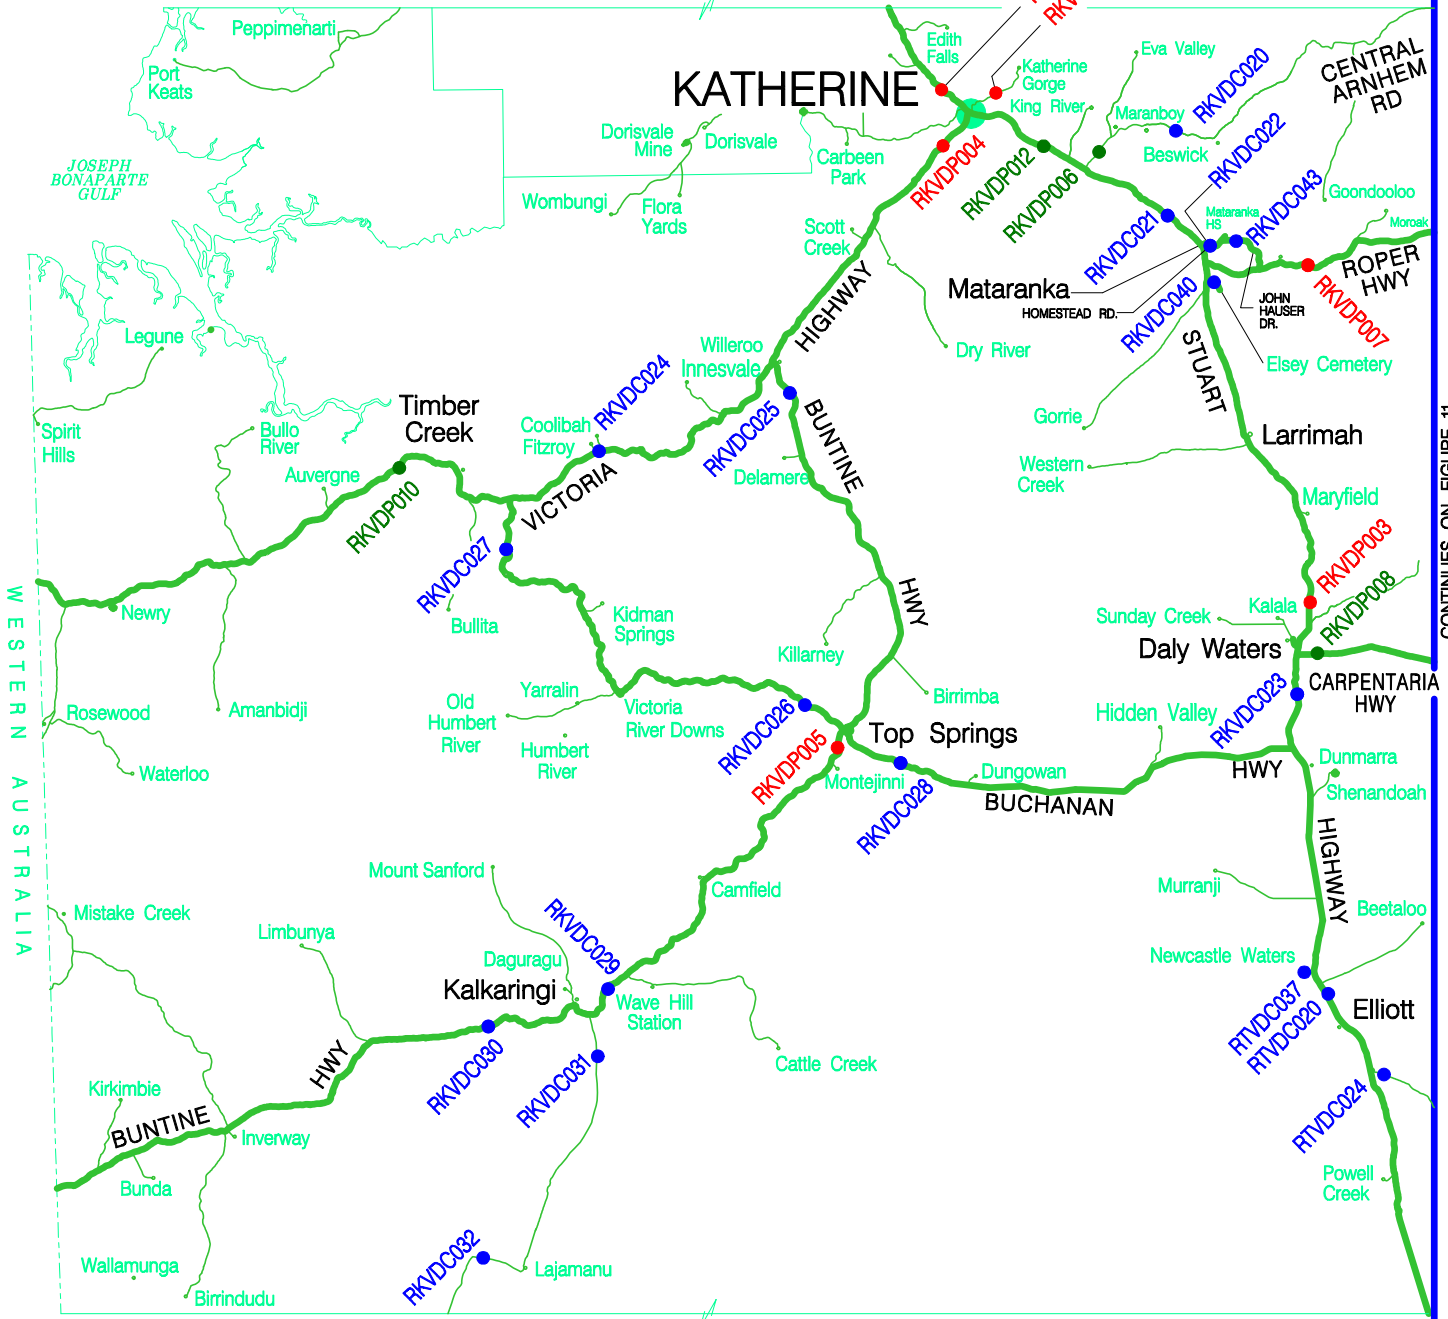 Peppimenarti
Port
Keats
JOSEPH
BONAPARTE
GULF
KATHERINE
Edith
Falls
Katherine
Gorge
King River
Eva Valley
Maranboy
Beswick
RKVDC020
CENTRAL
ARNHEM
RD
Dorisvale
Mine
Dorisvale
Wombungi
Flora
Yards
Carbeen
Park
Scott
Creek
RKVDP004
RKVDP012
RKVDP006
RKVDC022
RKVDC021
Mataranka
HS
RKVDC043
Goondooloo
Moroak
ROPER
HWY
RKVDP007
Mataranka
HOMESTEAD RD.
RKVDC040
JOHN
HAUSER
DR.
Elsey Cemetery
HIGHWAY
Dry River
STUART
Legune
Spirit
Hills
Willeroo
Innesvale
Timber
Creek
Bullo
River
Auvergne
Coolibah
Fitzroy
RKVDC024
RKVDC025
BUNTINE
Delamere
VICTORIA
RKVDP010
RKVDC027
Gorrie
Western
Creek
Larrimah
Maryfield
RKVDP003
RKVDP008
CONTINUES ON FIGURE 11
WESTERN AUSTRALIA
Newry
Bullita
Kidman
Springs
HWY
Killarney
Birrimba
Sunday Creek
Kalala
Daly Waters
CARPENTARIA
HWY
RKVDC023
Rosewood
Waterloo
Amanbidji
Old
Humbert
River
Yarralin
Humbert
River
Victoria
River Downs
RKVDC026
RKVDP005
Top Springs
Montejinni
RKVDC028
Dungowan
BUCHANAN
HWY
Hidden Valley
Dunmarra
Shenandoah
HIGHWAY
Murranji
Beetaloo
Newcastle Waters
RTVDC037
RTVDC020
Elliott
RTVDC024
Powell
Creek
Mount Sanford
Camfield
Mistake Creek
Limbunya
RKVDC029
Daguragu
Kalkaringi
Wave Hill
Station
Cattle Creek
RKVDC030
RKVDC031
HWY
Kirkimbie
BUNTINE
Inverway
Bunda
Wallamunga
Birrindudu
RKVDC032
Lajamanu